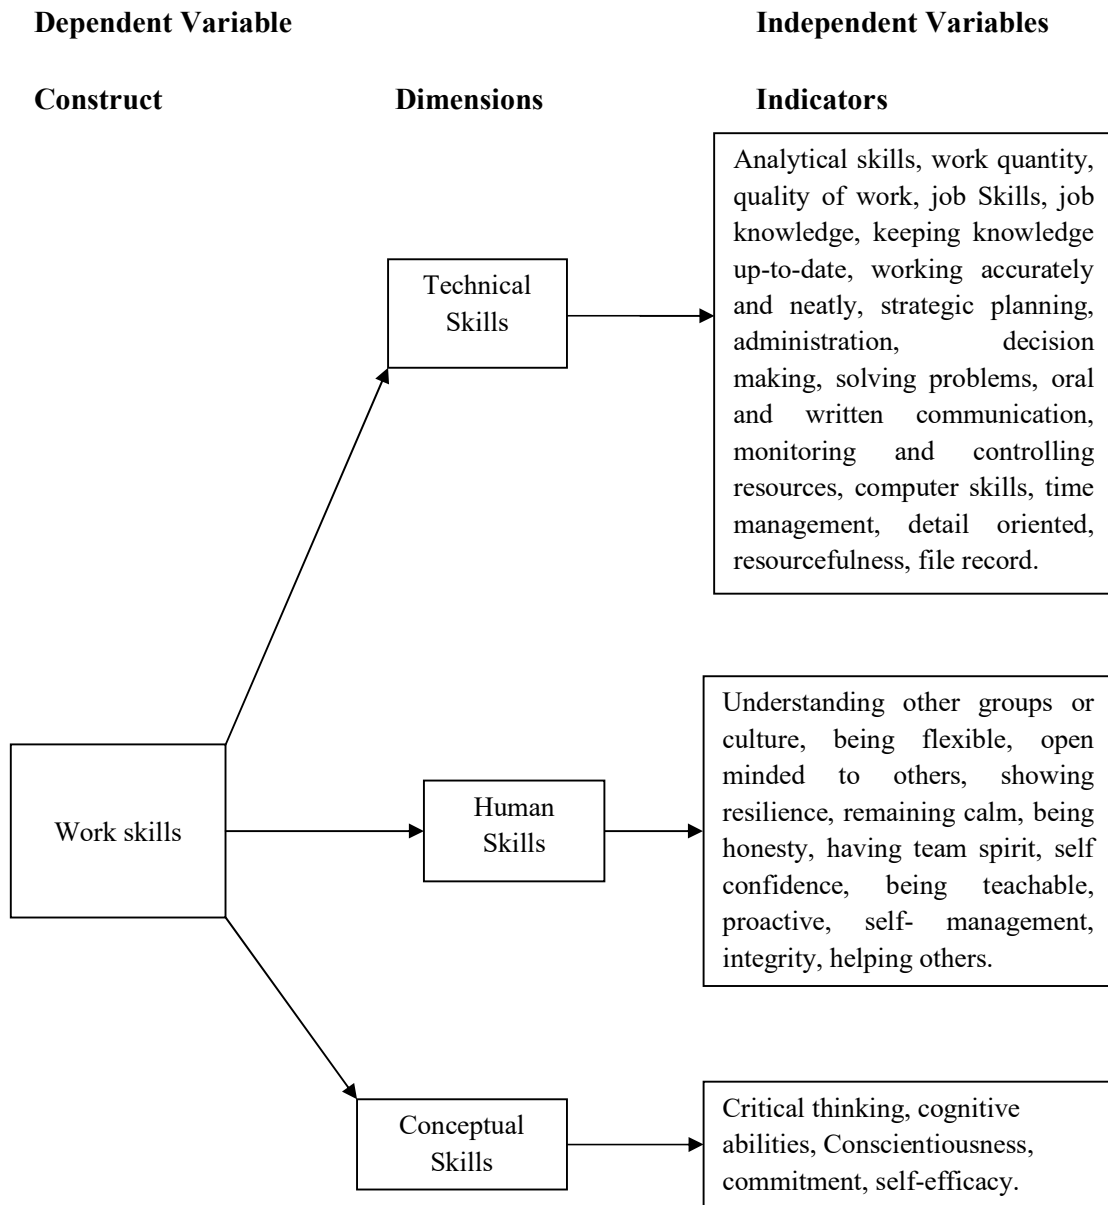 Dependent Variable
Independent Variables
Construct
Dimensions
Indicators
Analytical skills, work quantity,
quality of work, job Skills, job
knowledge, keeping knowledge
up-to-date, working accurately
and neatly, strategic planning,
administration, decision
making, solving problems, oral
and written communication,
monitoring and controlling
resources, computer skills, time
management, detail oriented,
resourcefulness, file record.
Technical
Skills
Understanding other groups or
culture, being flexible, open
minded to others, showing
resilience, remaining calm, being
honesty, having team spirit, self
confidence, being teachable,
proactive, self- management,
integrity, helping others.
Work skills
Human
Skills
Conceptual
Skills
Critical thinking, cognitive
abilities, Conscientiousness,
commitment, self-efficacy.